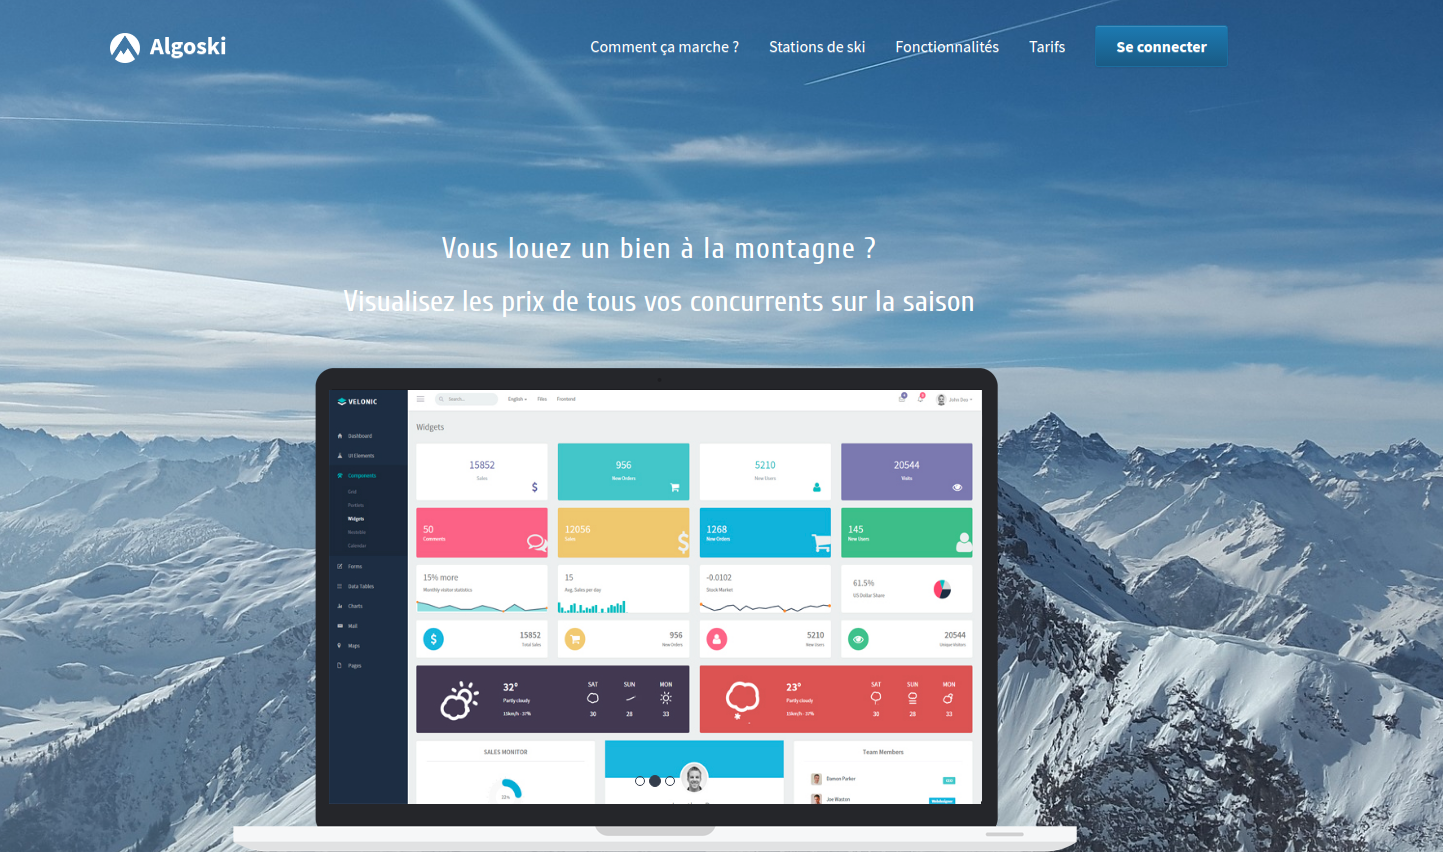 Algoski
Comment ça marche ?
Stations de ski
Fonctionnalités
Tarifs
Se connecter
Vous louez un bien à la montagne ?
Visualisez les prix de tous vos concurrents sur la saison
VELONIC
Search...
English
Files
Frontend
John Doe
Dashboard
UI Elements
Components
Grid
Portlets
Widgets
Nestable
Calendar
Forms
Data Tables
Charts
Mail
Maps
Pages
Widgets
15852
Sales
956
New Orders
5210
New Users
20544
Visits
50
Comments
12056
Sales
1268
New Orders
145
New Users
15% more
Monthly visitor statistics
15
Avg. Sales per day
-0.0102
Stock Market
61.5%
US Dollar Share
15852
Total Sales
956
New Orders
5210
New Users
20544
Unique Visitors
32°
Partly cloudy
15km/h - 37%
SAT
SUN
MON
30
28
33
23°
Partly cloudy
15km/h - 37%
SAT
SUN
MON
30
28
33
SALES MONITOR
Team Members
Damon Parker
Joe Waston
Webdesigner